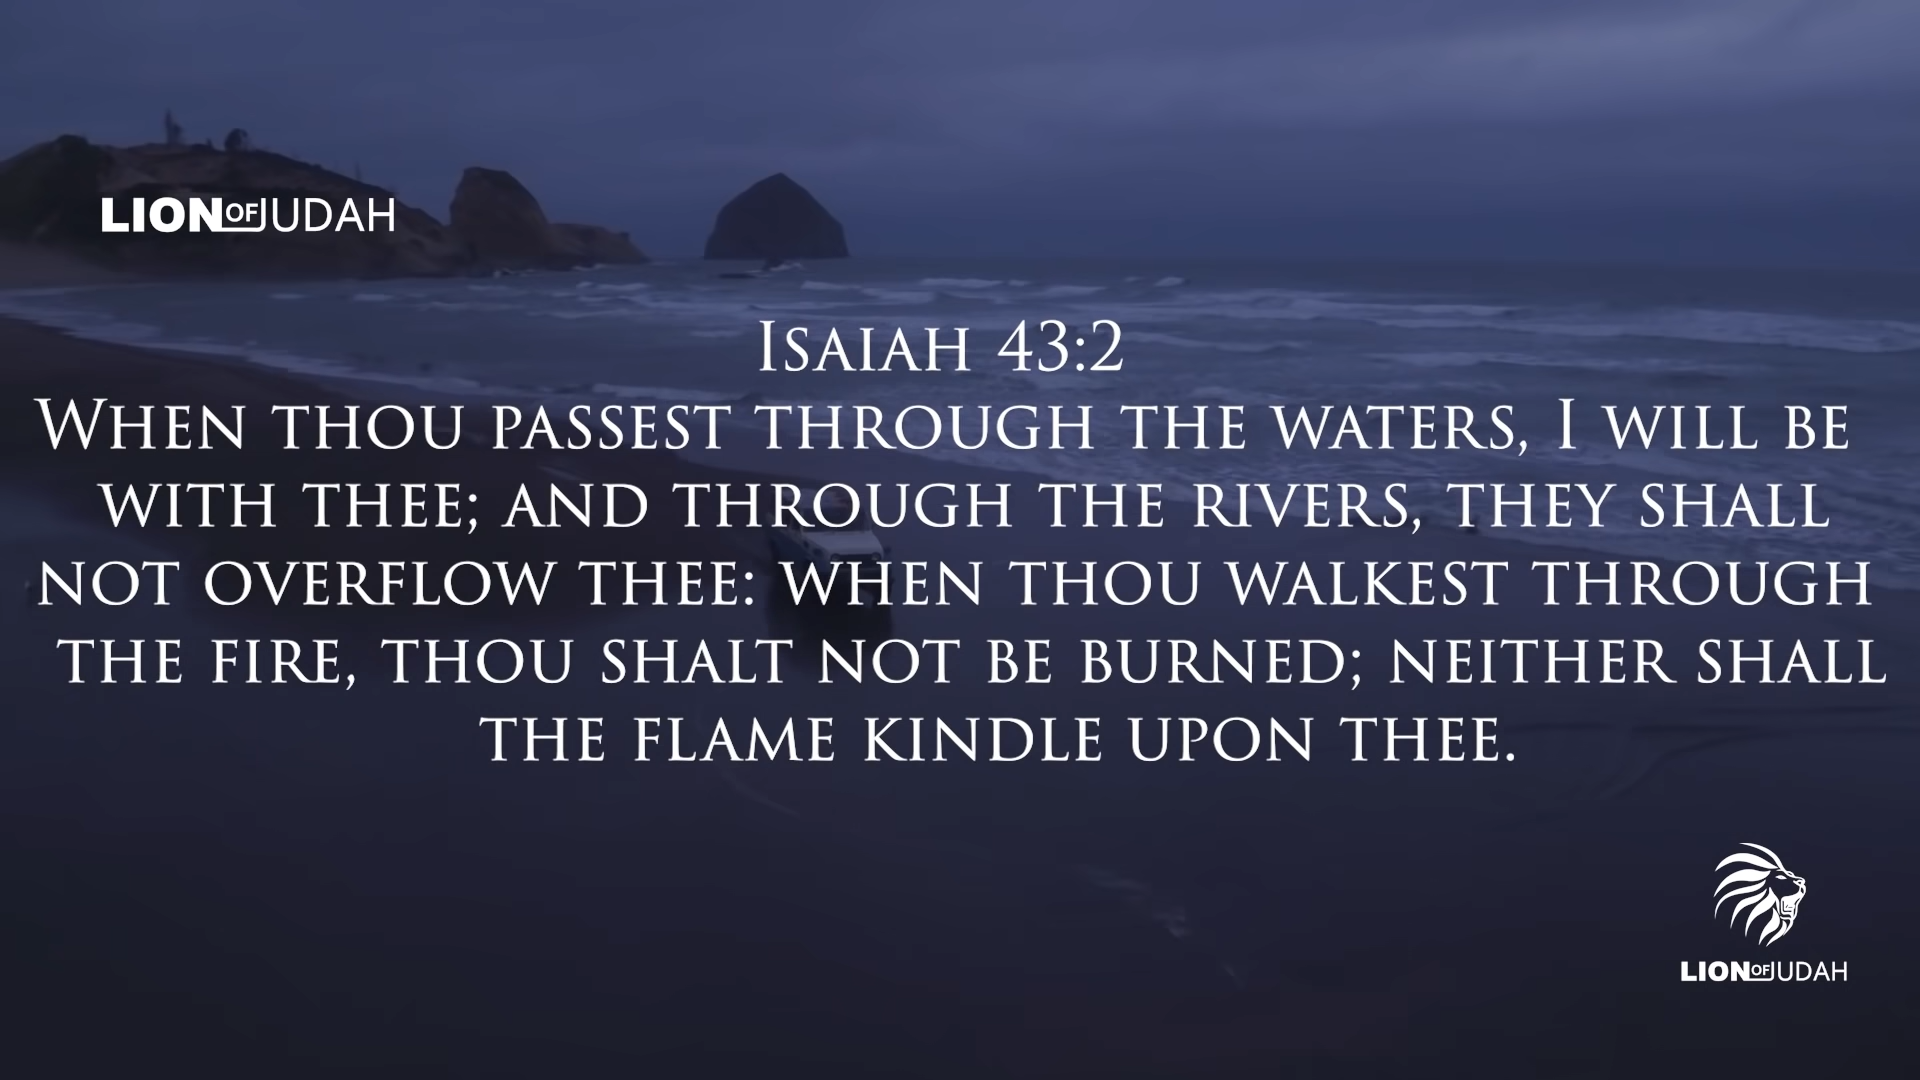 LION OF JUDAH
Isaiah 43:2
When thou passest through the waters, I will be
with thee; and through the rivers, they shall
not overflow thee: when thou walkest through
the fire, thou shalt not be burned; neither shall
the flame kindle upon thee.
LION OF JUDAH